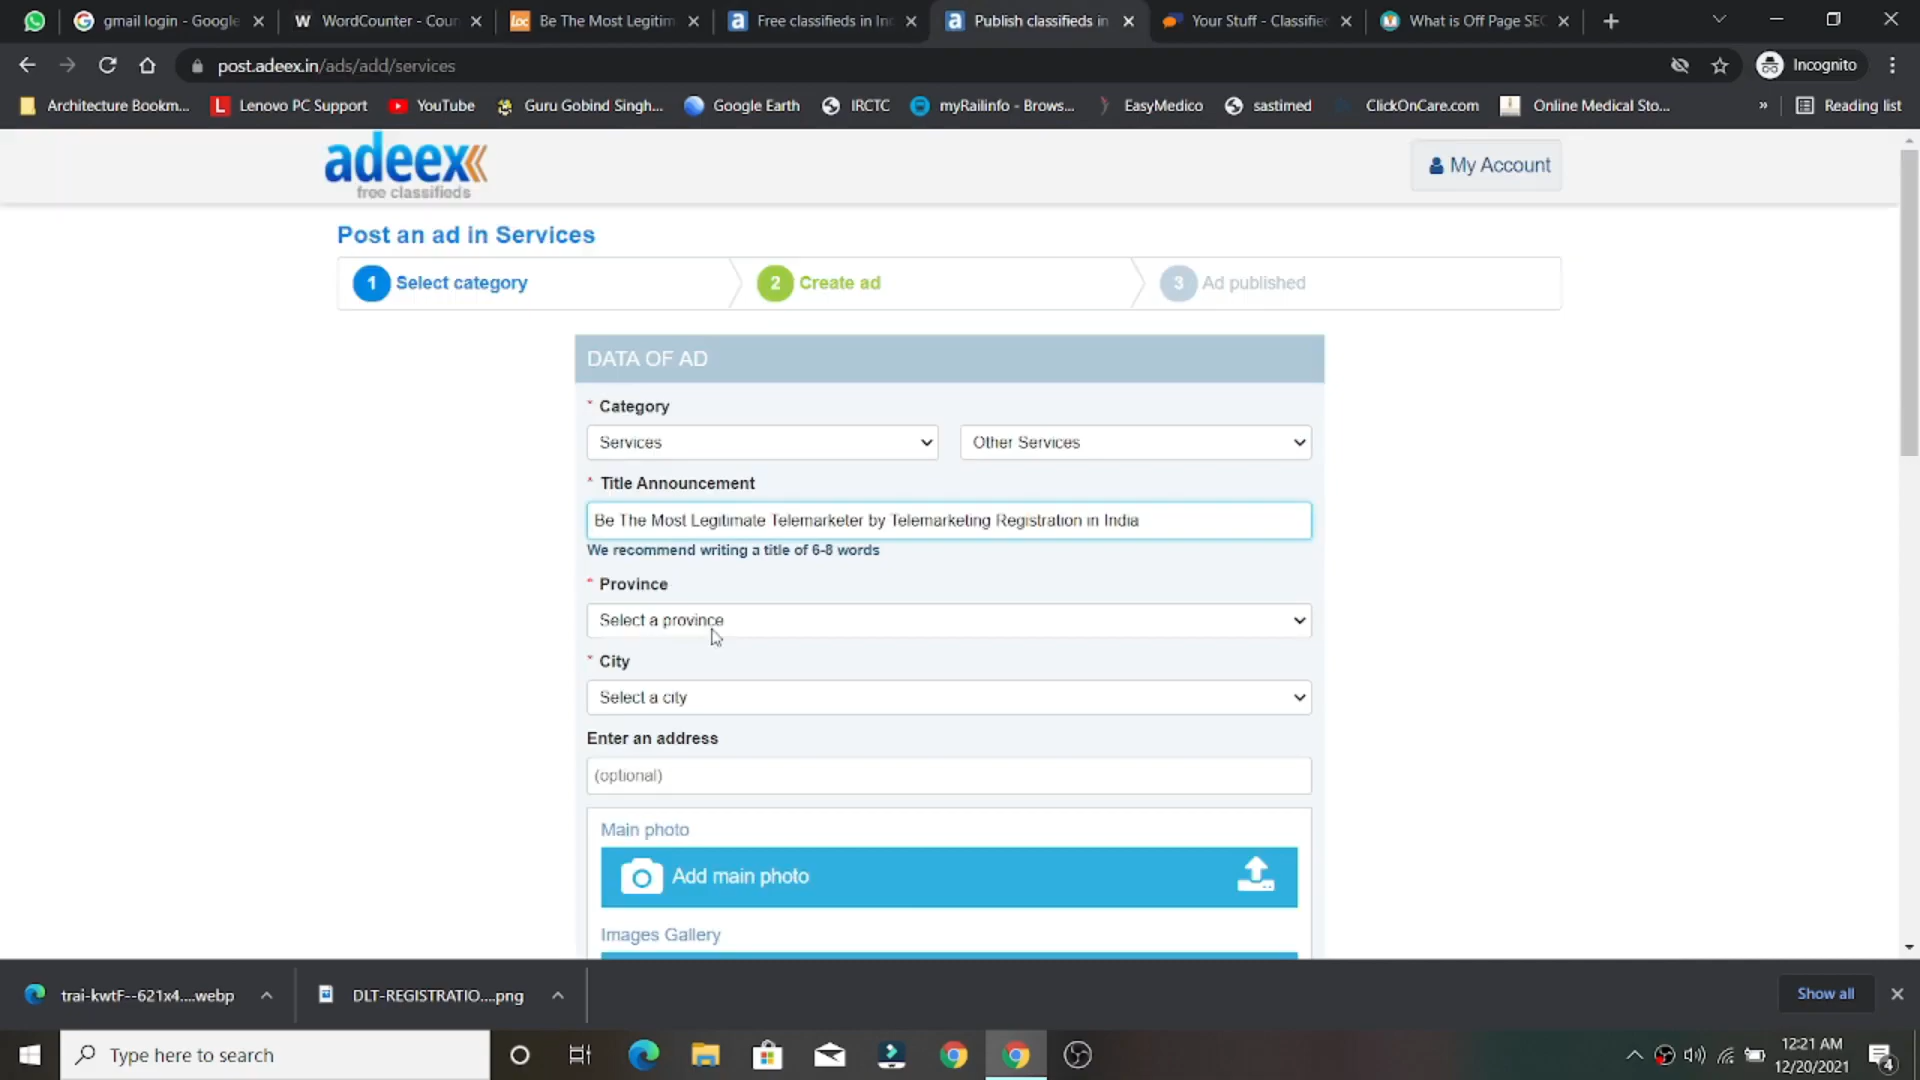 gmail login - Google
WordCounter - Coun
Be The Most Legitim
Free classifieds in Inc
Publish classifieds in
Your Stuff - Classifie
What is Off Page SEC
post.adeex.in/ads/add/services
Incognito
Architecture Bookm...
Lenovo PC Support
YouTube
Guru Gobind Singh...
Google Earth
IRCTC
myRailinfo - Brows...
EasyMedico
sastimed
ClickOnCare.com
Online Medical Sto...
»
Reading list
adeex
free classifieds
My Account
Post an ad in Services
1 Select category
2 Create ad
3 Ad published
DATA OF AD
* Category
Services
Other Services
* Title Announcement
Be The Most Legitimate Telemarketer by Telemarketing Registration in India
We recommend writing a title of 6-8 words
* Province
Select a province
* City
Select a city
Enter an address
(optional)
Main photo
Add main photo
Images Gallery
trai-kwtF--621x4....webp
DLT-REGISTRATIO....png
Show all
Type here to search
12:21 AM
12/20/2021
4